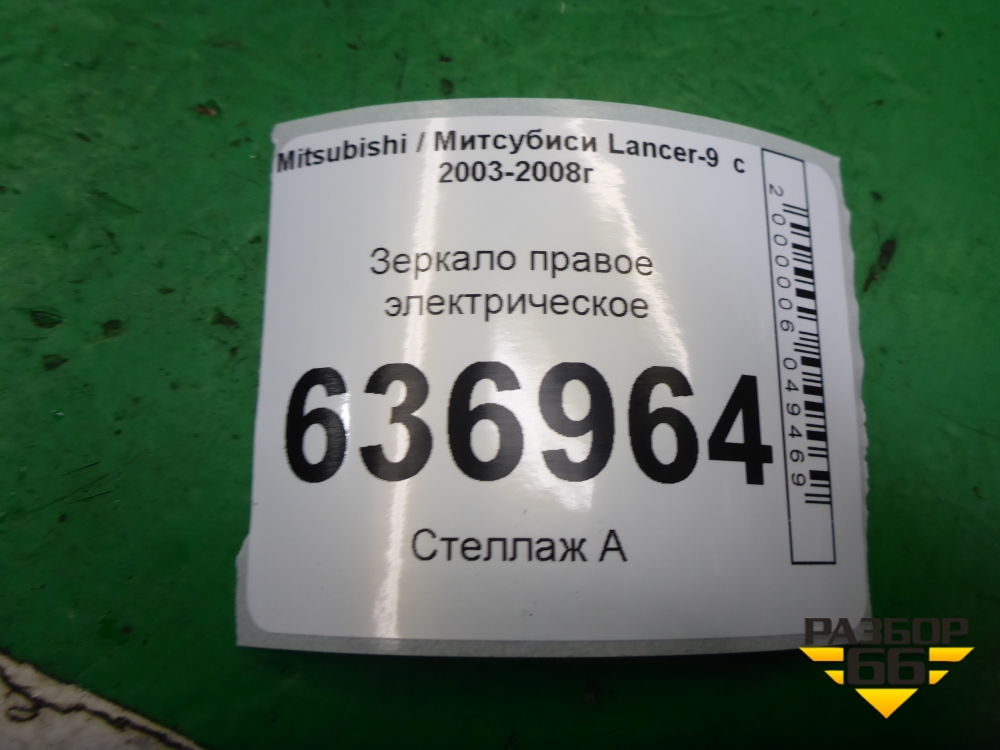 Mitsubishi / Митсубиси Lancer-9 с
2003-2008г
Зеркало правое
электрическое
636964
Стеллаж А
2000006049469
РАЗБОР
66